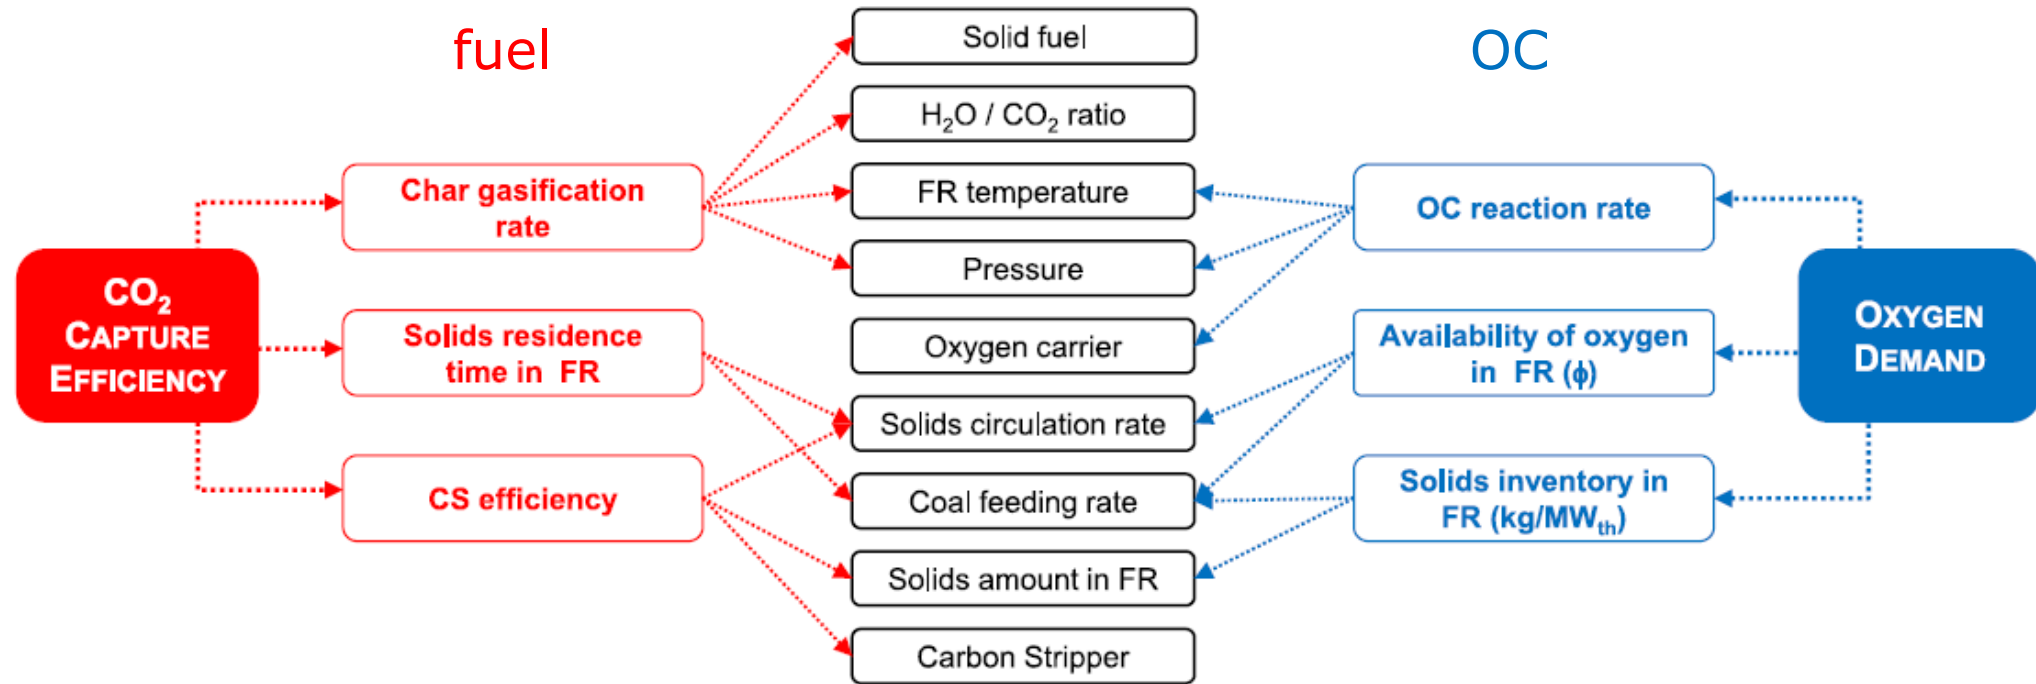 fuel
OC
CO₂
CAPTURE
EFFICIENCY
Char gasification
rate
Solids residence
time in FR
CS efficiency
Solid fuel
H₂O / CO₂ ratio
FR temperature
Pressure
Oxygen carrier
Solids circulation rate
Coal feeding rate
Solids amount in FR
Carbon Stripper
OC reaction rate
Availability of oxygen
in FR (ϕ)
Solids inventory in
FR (kg/MWₜₕ)
OXYGEN
DEMAND